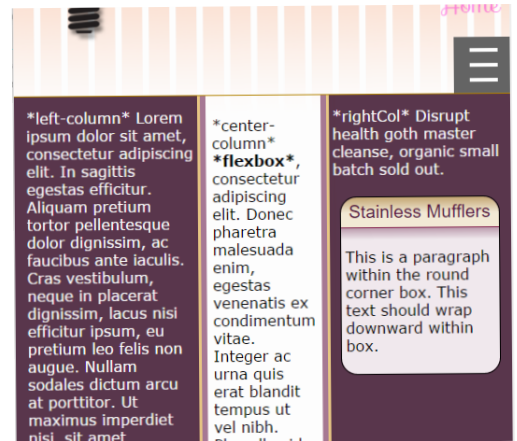 Home
*left-column* Lorem
ipsum dolor sit amet,
consectetur adipiscing
elit. In sagittis
egestas efficitur.
Aliquam pretium
tortor pellentesque
dolor dignissim, ac
faucibus ante iaculis.
Cras vestibulum,
neque in placerat
dignissim, lacus nisi
efficitur ipsum, eu
pretium leo felis non
augue. Nullam
sodales dictum arcu
at porttitor. Ut
maximus imperdiet
nisi, sit amet
*center-
column*
*flexbox*,
consectetur
adipiscing
elit. Donec
pharetra
malesuada
enim,
egestas
venenatis ex
condimentum
vitae.
Integer ac
urna quis
erat blandit
tempus ut
vel nibh.
*rightCol* Disrupt
health goth master
cleanse, organic small
batch sold out.
Stainless Mufflers
This is a paragraph
within the round
corner box. This
text should wrap
downward within
box.